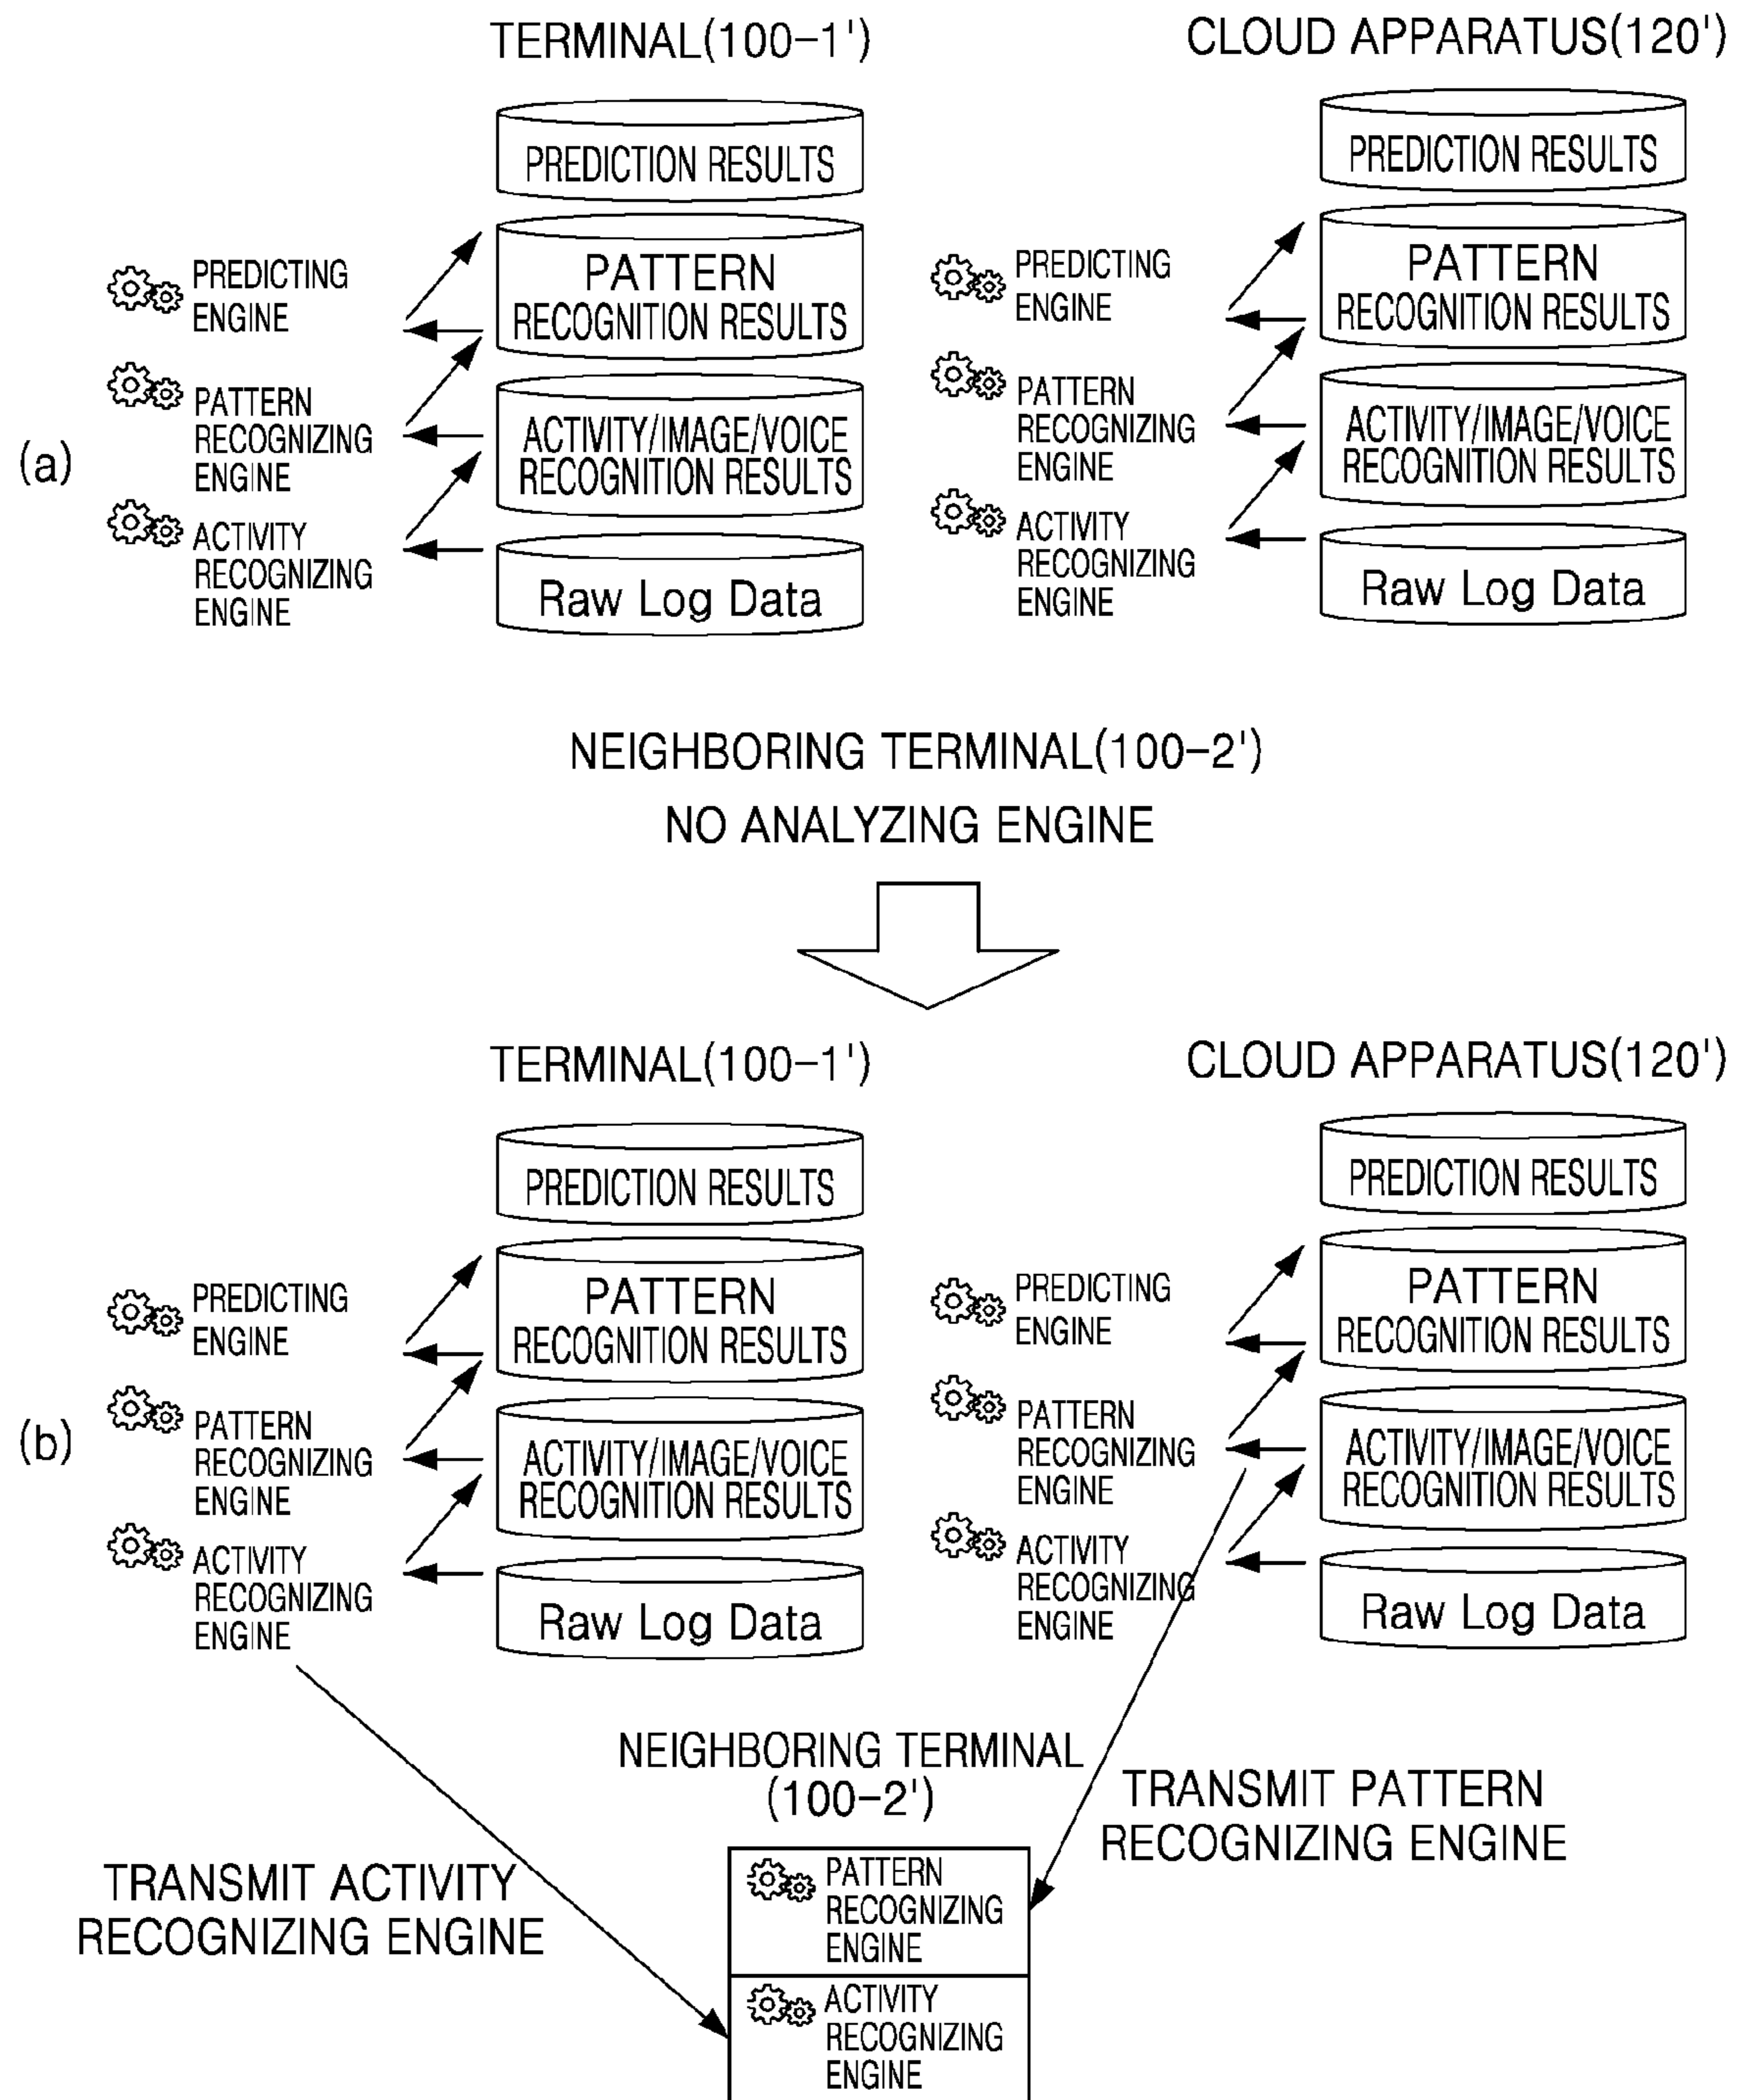 TERMINAL(100-1')
CLOUD APPARATUS(120')
(a)
PREDICTING
ENGINE
PATTERN
RECOGNIZING
ENGINE
ACTIVITY
RECOGNIZING
ENGINE
PREDICTION RESULTS
PATTERN
RECOGNITION RESULTS
ACTIVITY/IMAGE/VOICE
RECOGNITION RESULTS
Raw Log Data
PREDICTING
ENGINE
PATTERN
RECOGNIZING
ENGINE
ACTIVITY
RECOGNIZING
ENGINE
PREDICTION RESULTS
PATTERN
RECOGNITION RESULTS
ACTIVITY/IMAGE/VOICE
RECOGNITION RESULTS
Raw Log Data
NEIGHBORING TERMINAL(100-2')
NO ANALYZING ENGINE
TERMINAL(100-1')
CLOUD APPARATUS(120')
(b)
PREDICTING
ENGINE
PATTERN
RECOGNIZING
ENGINE
ACTIVITY
RECOGNIZING
ENGINE
PREDICTION RESULTS
PATTERN
RECOGNITION RESULTS
ACTIVITY/IMAGE/VOICE
RECOGNITION RESULTS
Raw Log Data
PREDICTING
ENGINE
PATTERN
RECOGNIZING
ENGINE
ACTIVITY
RECOGNIZING
ENGINE
PREDICTION RESULTS
PATTERN
RECOGNITION RESULTS
ACTIVITY/IMAGE/VOICE
RECOGNITION RESULTS
Raw Log Data
NEIGHBORING TERMINAL
(100-2')
TRANSMIT PATTERN
RECOGNIZING ENGINE
TRANSMIT ACTIVITY
RECOGNIZING ENGINE
PATTERN
RECOGNIZING
ENGINE
ACTIVITY
RECOGNIZING
ENGINE